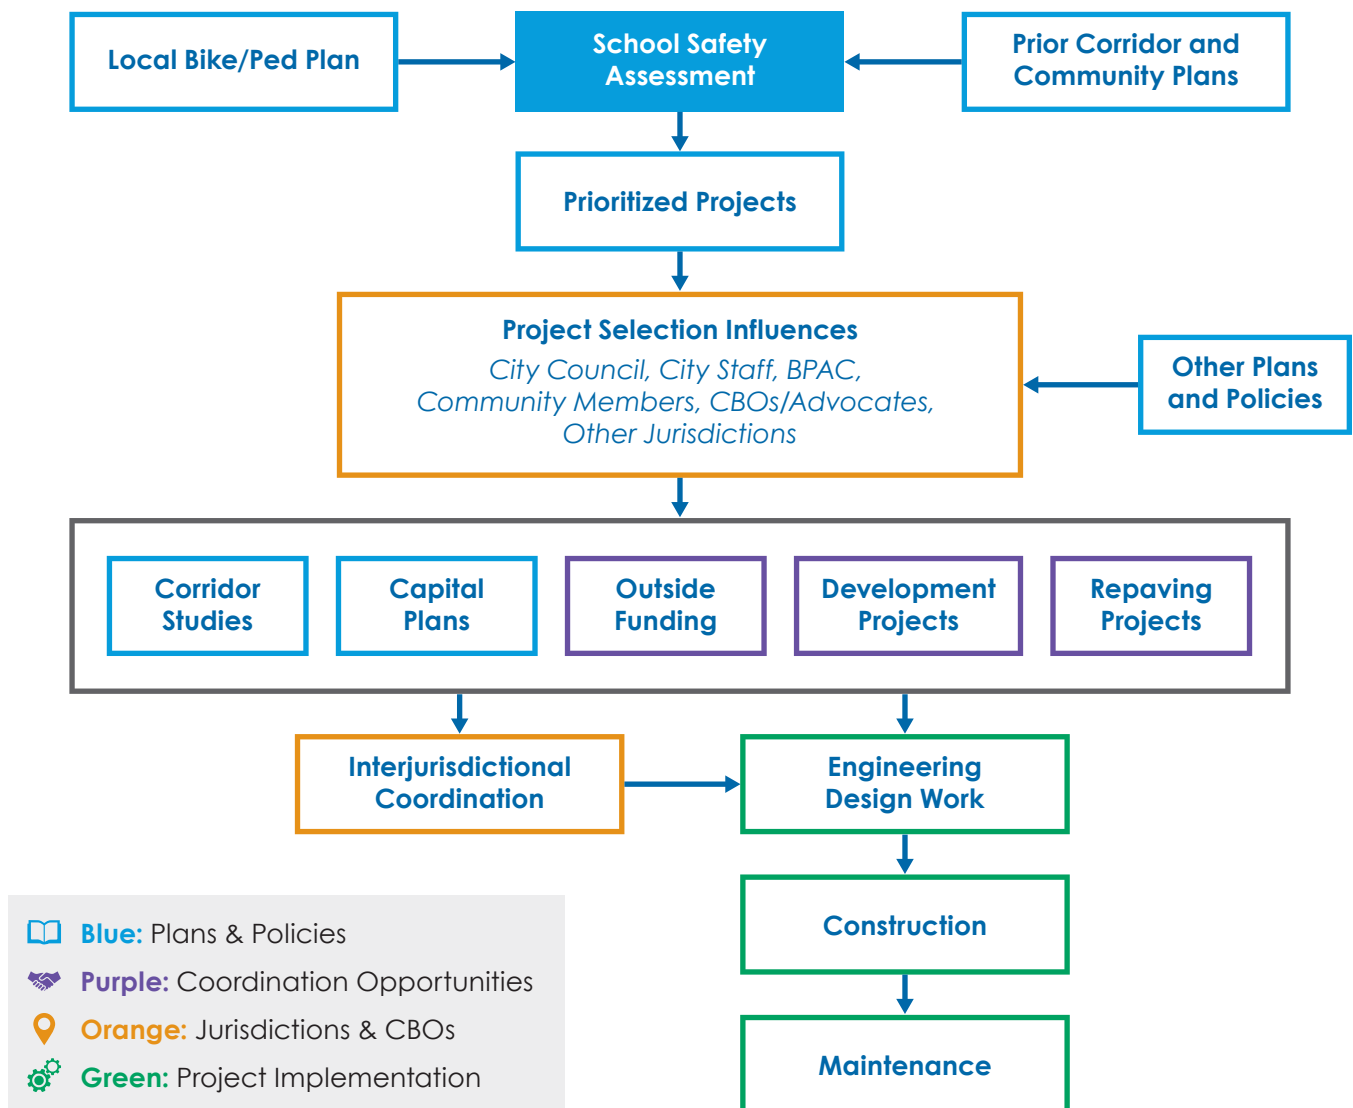 Local Bike/Ped Plan
School Safety
Assessment
Prior Corridor and
Community Plans
Prioritized Projects
Project Selection Influences
City Council, City Staff, BPAC,
Community Members, CBOs/Advocates,
Other Jurisdictions
Other Plans
and Policies
Corridor
Studies
Capital
Plans
Outside
Funding
Development
Projects
Repaving
Projects
Interjurisdictional
Coordination
Engineering
Design Work
Construction
Maintenance
Blue: Plans & Policies
Purple: Coordination Opportunities
Orange: Jurisdictions & CBOs
Green: Project Implementation